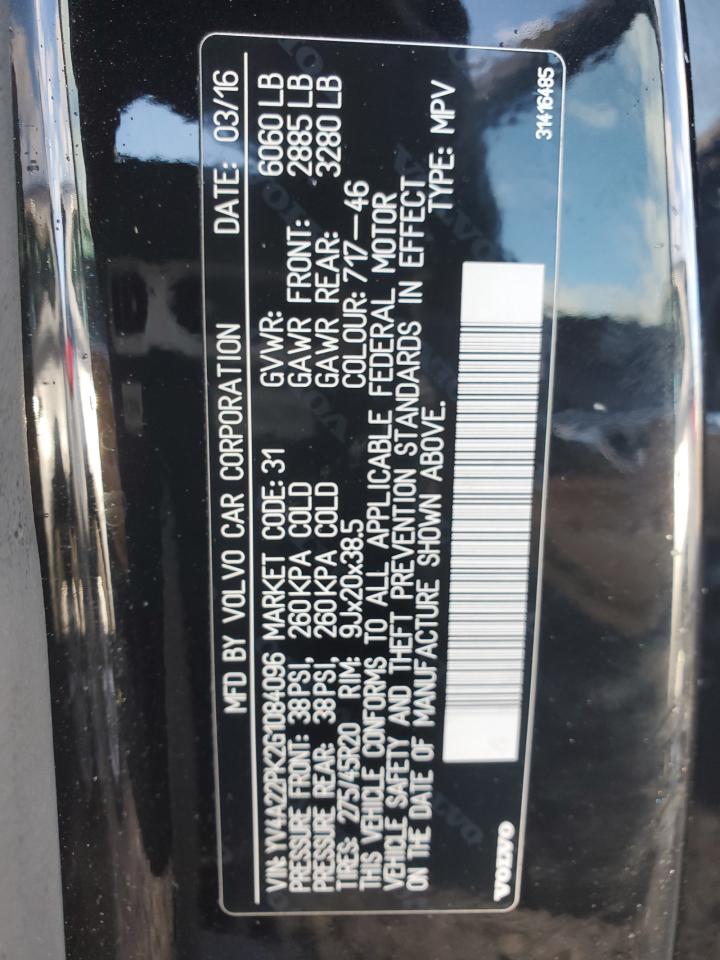 MFD BY VOLVO CAR CORPORATION DATE: 03/16
VIN: YV4A22PK2G1084096 MARKET CODE: 31 GVWR: 6060 LB
PRESSURE FRONT: 38PSI, 260KPA COLD GAWR FRONT: 2885 LB
PRESSURE REAR: 38PSI, 260KPA COLD GAWR REAR: 3280 LB
TIRES: 275/45R20 RIM: 9Jx20x38.5 COLOUR: 717-46
THIS VEHICLE CONFORMS TO ALL APPLICABLE FEDERAL MOTOR
VEHICLE SAFETY AND THEFT PREVENTION STANDARDS IN EFFECT
ON THE DATE OF MANUFACTURE SHOWN ABOVE. TYPE: MPV
VOLVO 31416485